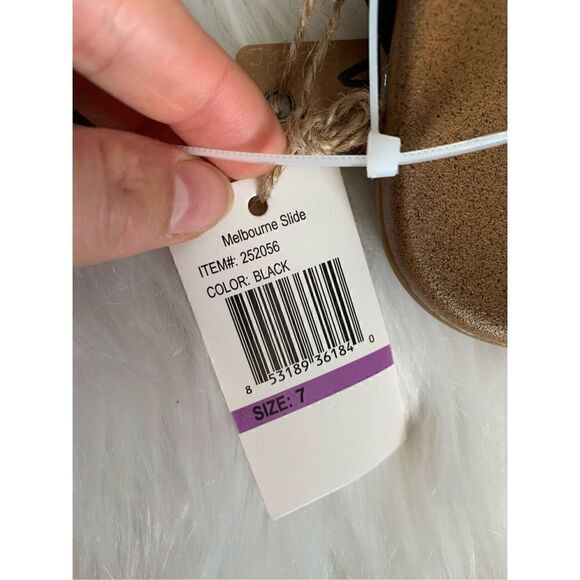 Melbourne Slide
ITEM#: 252056
COLOR: BLACK
8 53189 36184 0
SIZE: 7